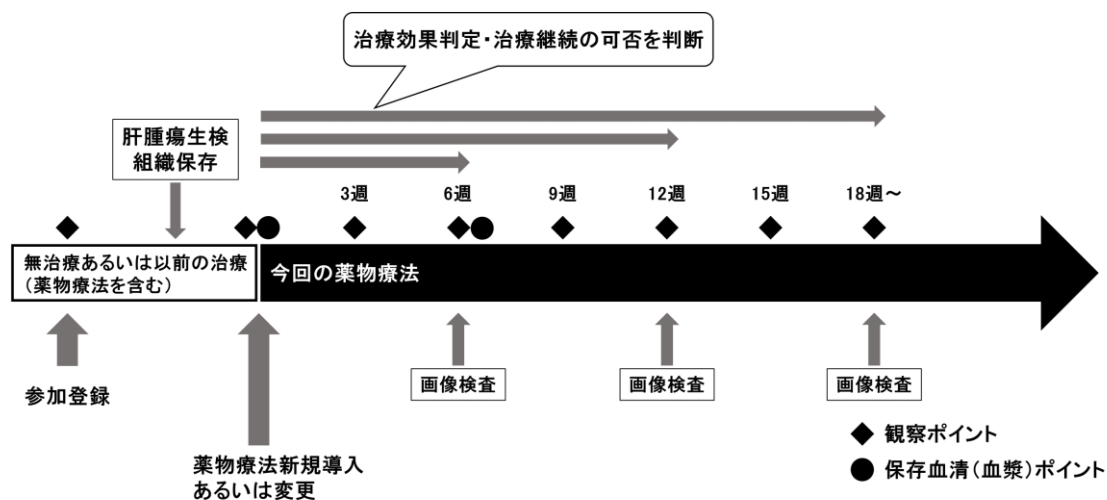 治療効果判定・治療継続の可否を判断
肝腫瘍生検
組織保存
3週
6週
9週
12週
15週
18週～
無治療あるいは以前の治療
（薬物療法を含む）
今回の薬物療法
参加登録
画像検査
画像検査
画像検査
薬物療法新規導入
あるいは変更
観察ポイント
保存血清（血漿）ポイント